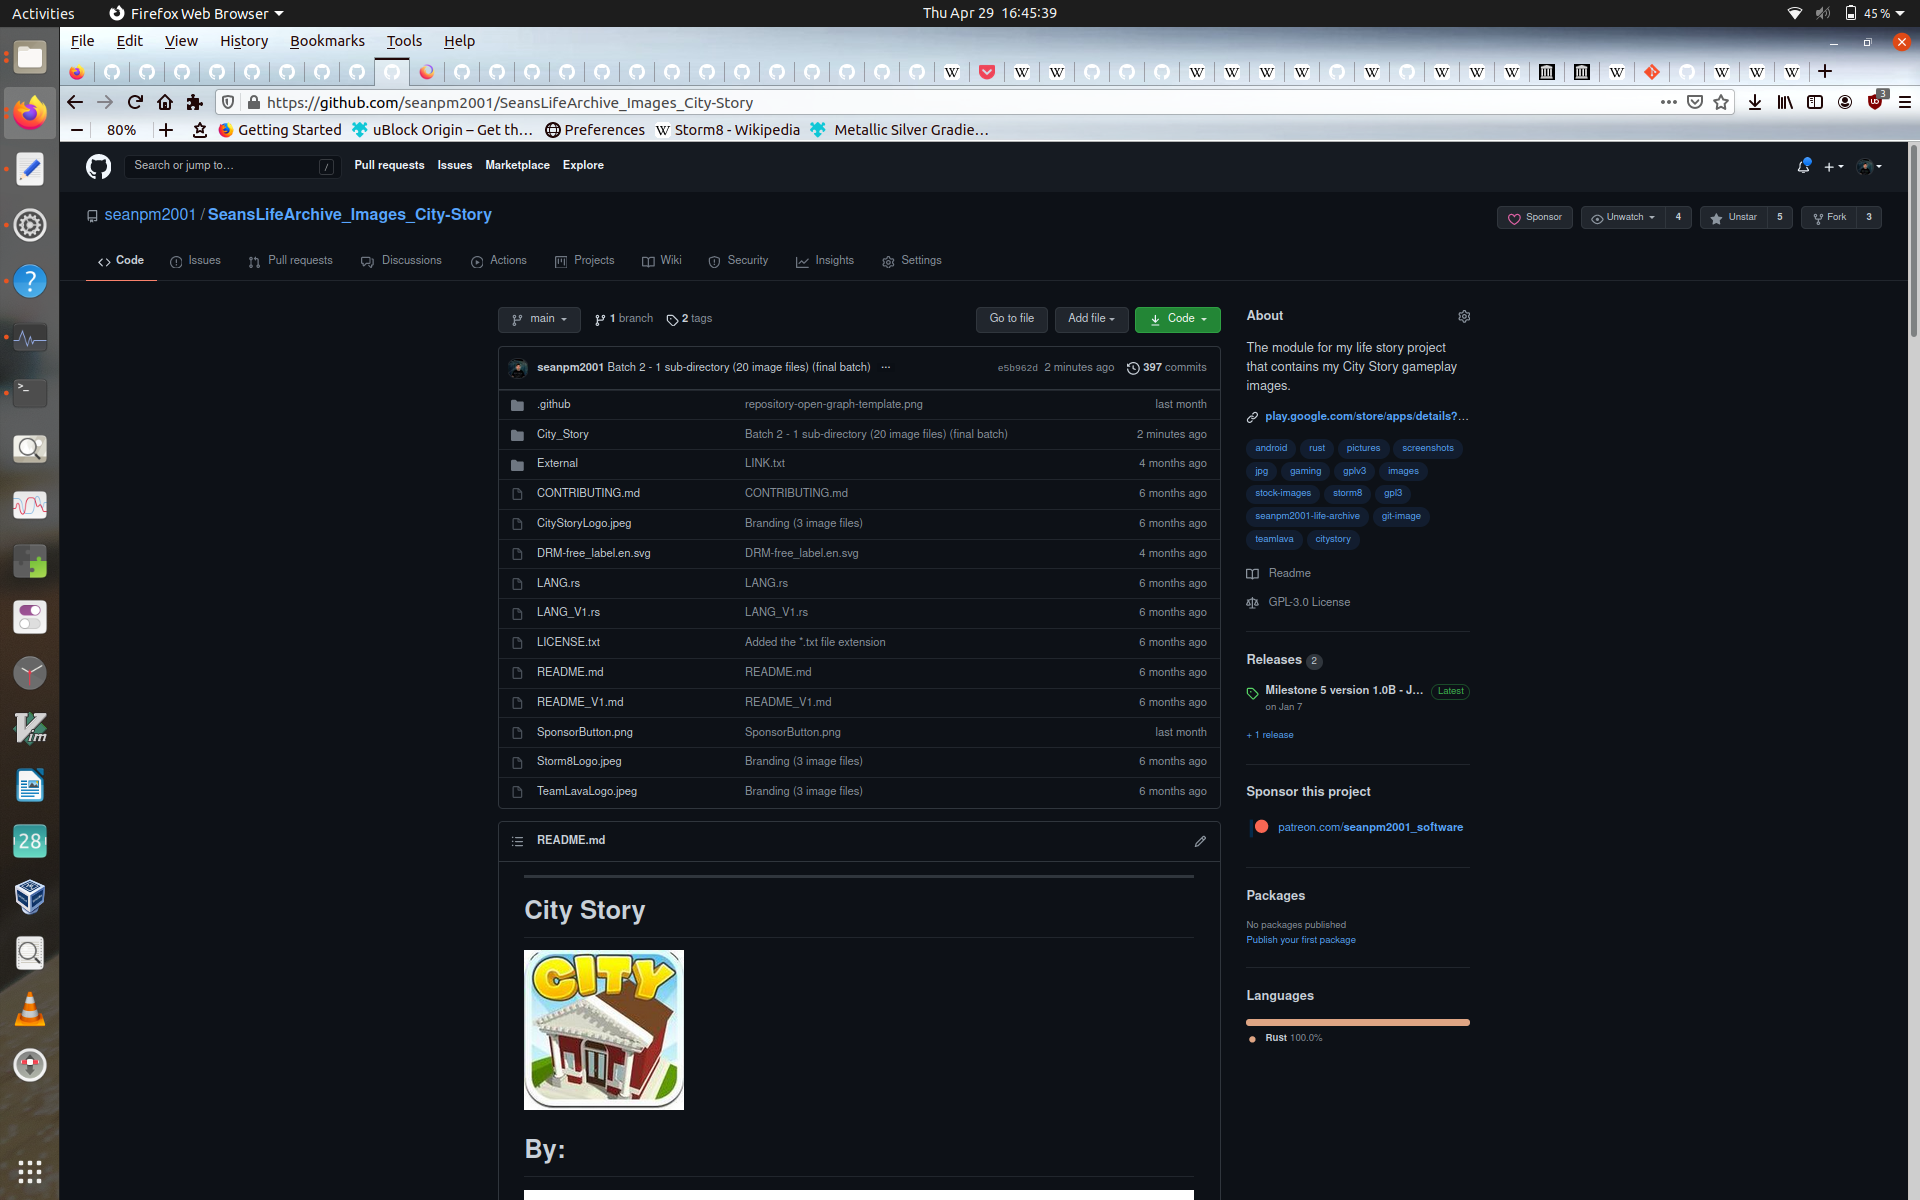 Activities Firefox Web Browser Thu Apr 29 16:45:39 45 %
File Edit View History Bookmarks Tools Help
https://github.com/seanpm2001/SeansLifeArchive_Images_City-Story 3
80% Getting Started uBlock Origin – Get th… Preferences Storm8 - Wikipedia Metallic Silver Gradie…
Search or jump to… / Pull requests Issues Marketplace Explore
seanpm2001 / SeansLifeArchive_Images_City-Story Sponsor Unwatch 4 Unstar 5 Fork 3
Code Issues Pull requests Discussions Actions Projects Wiki Security Insights Settings
main 1 branch 2 tags Go to file Add file Code
seanpm2001 Batch 2 - 1 sub-directory (20 image files) (final batch) ... e5b962d 2 minutes ago 397 commits
.github repository-open-graph-template.png last month
City_Story Batch 2 - 1 sub-directory (20 image files) (final batch) 2 minutes ago
External LINK.txt 4 months ago
CONTRIBUTING.md CONTRIBUTING.md 6 months ago
CityStoryLogo.jpeg Branding (3 image files) 6 months ago
DRM-free_label.en.svg DRM-free_label.en.svg 4 months ago
LANG.rs LANG.rs 6 months ago
LANG_V1.rs LANG_V1.rs 6 months ago
LICENSE.txt Added the *.txt file extension 6 months ago
README.md README.md 6 months ago
README_V1.md README_V1.md 6 months ago
SponsorButton.png SponsorButton.png last month
Storm8Logo.jpeg Branding (3 image files) 6 months ago
TeamLavaLogo.jpeg Branding (3 image files) 6 months ago
README.md
City Story
CITY
By:
About
The module for my life story project
that contains my City Story gameplay
images.
play.google.com/store/apps/details?…
android rust pictures screenshots
jpg gaming gplv3 images
stock-images storm8 gpl3
seanpm2001-life-archive git-image
teamlava citystory
Readme
GPL-3.0 License
Releases 2
Milestone 5 version 1.0B - J… Latest
on Jan 7
+ 1 release
Sponsor this project
patreon.com/seanpm2001_software
Packages
No packages published
Publish your first package
Languages
Rust 100.0%
28